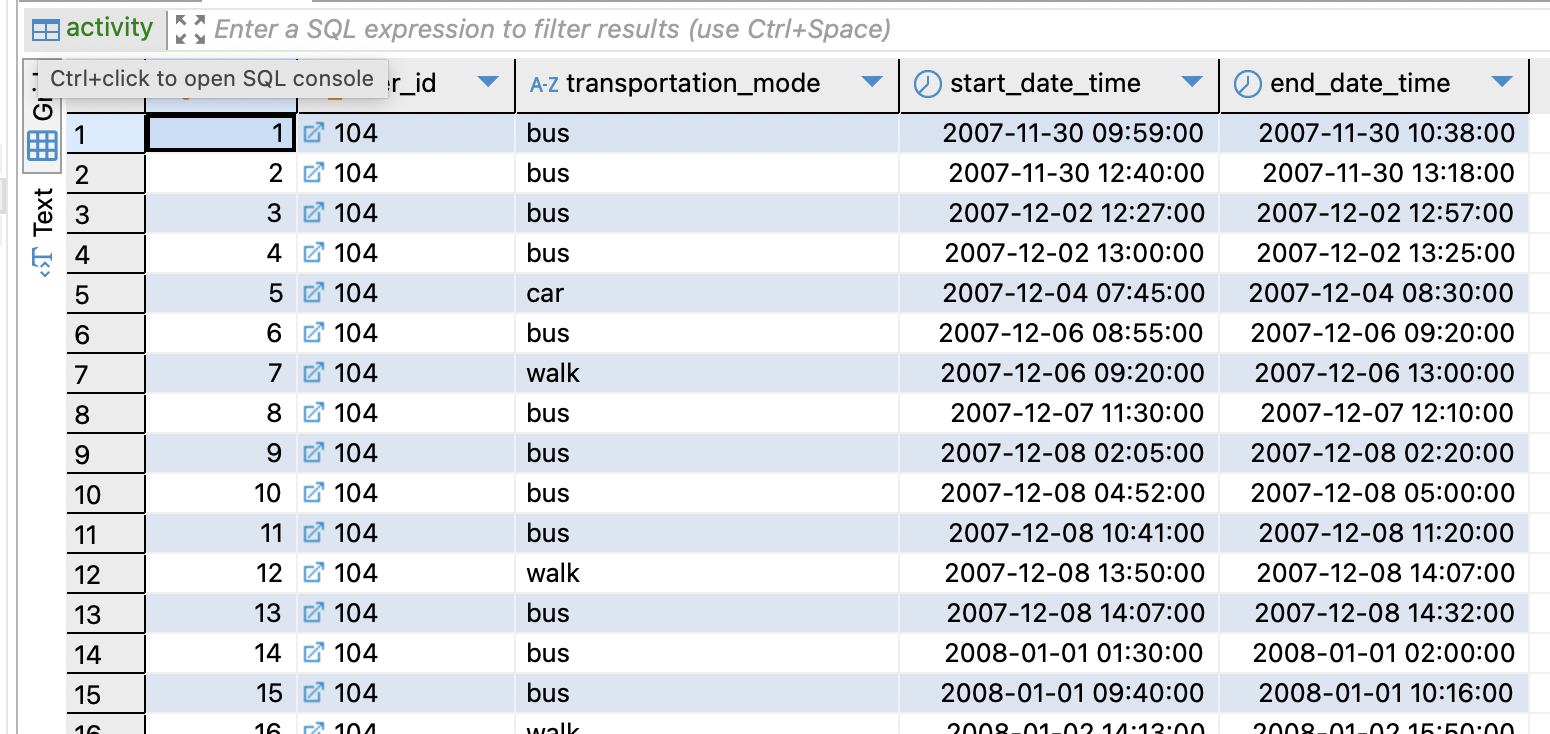 activity Enter a SQL expression to filter results (use Ctrl+Space)
Ctrl+click to open SQL console er_id A-Z transportation_mode start_date_time end_date_time
1 1 104 bus 2007-11-30 09:59:00 2007-11-30 10:38:00
2 2 104 bus 2007-11-30 12:40:00 2007-11-30 13:18:00
3 3 104 bus 2007-12-02 12:27:00 2007-12-02 12:57:00
4 4 104 bus 2007-12-02 13:00:00 2007-12-02 13:25:00
5 5 104 car 2007-12-04 07:45:00 2007-12-04 08:30:00
6 6 104 bus 2007-12-06 08:55:00 2007-12-06 09:20:00
7 7 104 walk 2007-12-06 09:20:00 2007-12-06 13:00:00
8 8 104 bus 2007-12-07 11:30:00 2007-12-07 12:10:00
9 9 104 bus 2007-12-08 02:05:00 2007-12-08 02:20:00
10 10 104 bus 2007-12-08 04:52:00 2007-12-08 05:00:00
11 11 104 bus 2007-12-08 10:41:00 2007-12-08 11:20:00
12 12 104 walk 2007-12-08 13:50:00 2007-12-08 14:07:00
13 13 104 bus 2007-12-08 14:07:00 2007-12-08 14:32:00
14 14 104 bus 2008-01-01 01:30:00 2008-01-01 02:00:00
15 15 104 bus 2008-01-01 09:40:00 2008-01-01 10:16:00
16 16 104 walk 2008-01-02 14:13:00 2008-01-02 15:50:00
Text